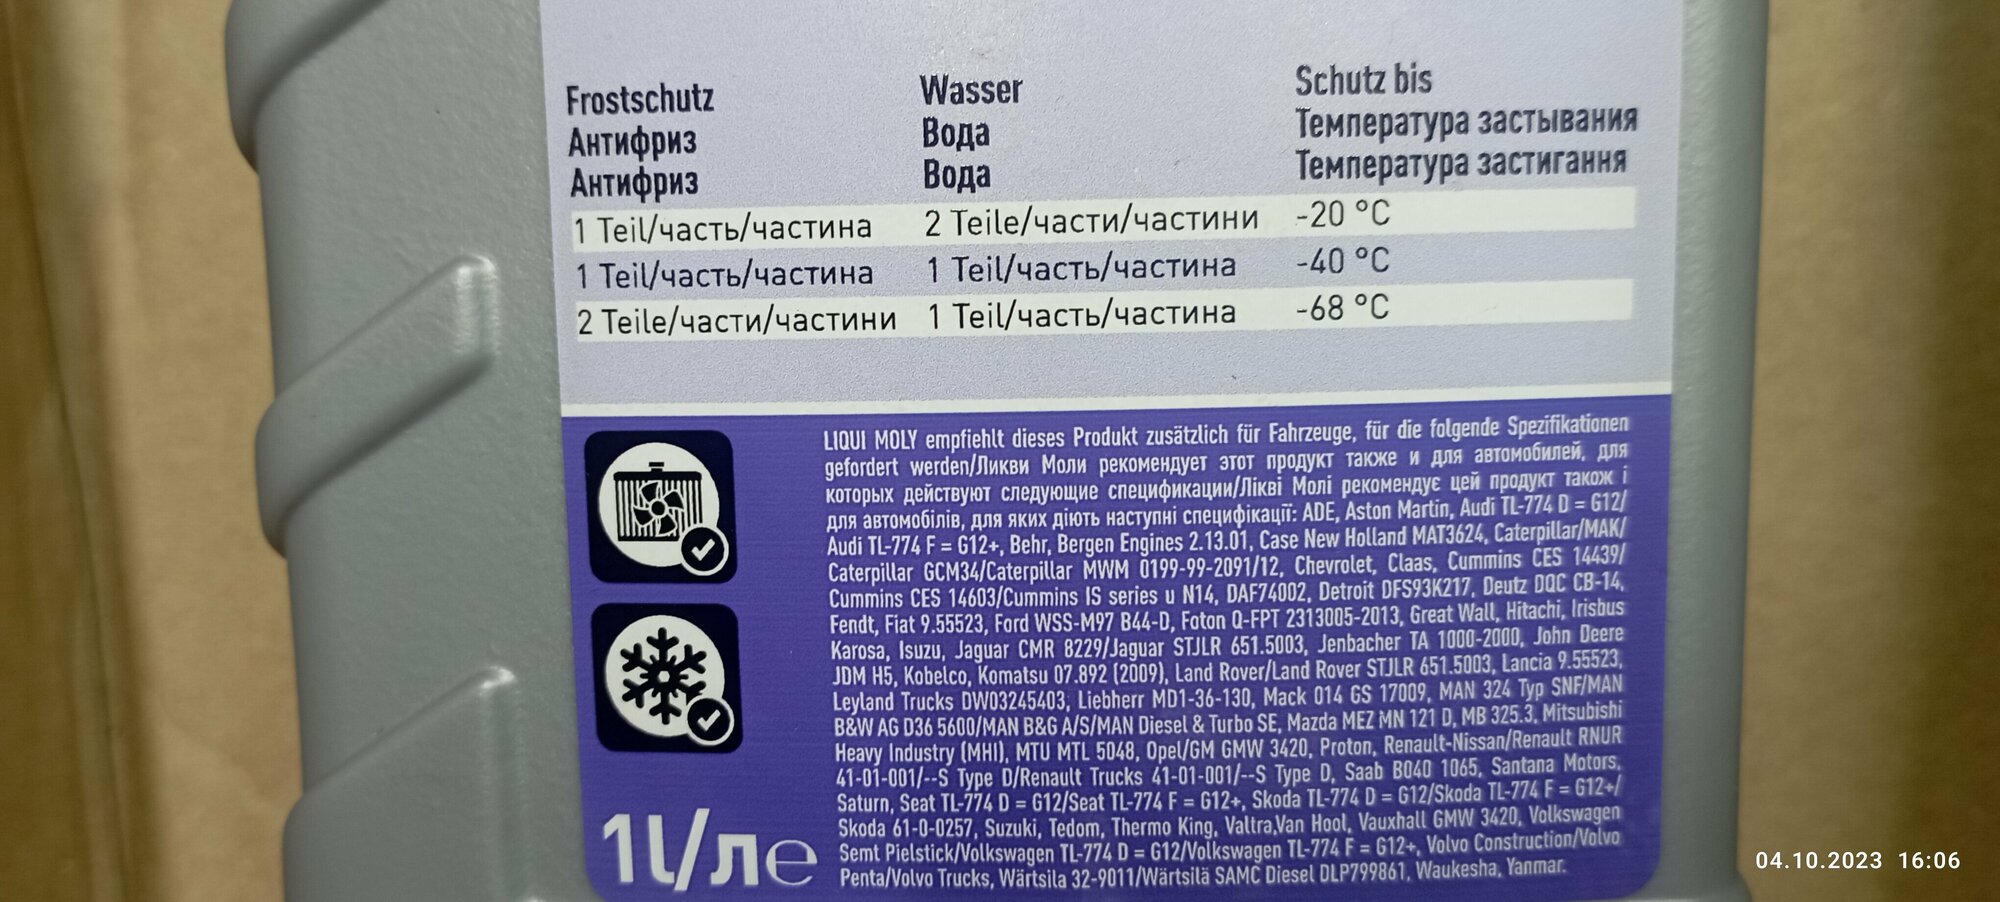 Frostschutz Wasser Schutz bis
Антифриз Вода Температура застывания
Антифриз Вода Температура застигання
1 Teil/часть/частина 2 Teile/части/частини -20 °C
1 Teil/часть/частина 1 Teil/часть/частина -40 °C
2 Teile/части/частини 1 Teil/часть/частина -68 °C
LIQUI MOLY empfiehlt dieses Produkt zusätzlich für Fahrzeuge, für die folgende Spezifikationen
gefordert werden/Ликви Моли рекомендует этот продукт также и для автомобилей, для
которых действуют следующие спецификации/Лікві Молі рекомендує цей продукт також і
для автомобілів, для яких діють наступні специфікації: ADE, Aston Martin, Audi TL-774 D = G12/
Audi TL-774 F = G12+, Behr, Bergen Engines 2.13.01, Case New Holland MAT3624, Caterpillar/MAK/
Caterpillar GCM34/Caterpillar MWM 0199-99-2091/12, Chevrolet, Claas, Cummins CES 14439/
Cummins CES 14603/Cummins IS series u N14, DAF74002, Detroit DFS93K217, Deutz DQC CB-14,
Fendt, Fiat 9.55523, Ford WSS-M97 B44-D, Foton Q-FPT 2313005-2013, Great Wall, Hitachi, Irisbus
Karosa, Isuzu, Jaguar CMR 8229/Jaguar STJLR 651.5003, Jenbacher TA 1000-2000, John Deere
JDM H5, Kobelco, Komatsu 07.892 (2009), Land Rover/Land Rover STJLR 651.5003, Lancia 9.55523,
Leyland Trucks DW03245403, Liebherr MD1-36-130, Mack 014 GS 17009, MAN 324 Typ SNF/MAN
B&W AG D36 5600/MAN B&G A/S/MAN Diesel & Turbo SE, Mazda MEZ MN 121 D, MB 325.3, Mitsubishi
Heavy Industry (MHI), MTU MTL 5048, Opel/GM GMW 3420, Proton, Renault-Nissan/Renault RNUR
41-01-001/--S Type D/Renault Trucks 41-01-001/--S Type D, Saab B040 1065, Santana Motors,
Saturn, Seat TL-774 D = G12/Seat TL-774 F = G12+, Skoda TL-774 D = G12/Skoda TL-774 F = G12+/
Skoda 61-0-0257, Suzuki, Tedom, Thermo King, Valtra,Van Hool, Vauxhall GMW 3420, Volkswagen
Semt Pielstick/Volkswagen TL-774 D = G12/Volkswagen TL-774 F = G12+, Volvo Construction/Volvo
Penta/Volvo Trucks, Wärtsila 32-9011/Wärtsilä SAMC Diesel DLP799861, Waukesha, Yanmar.
1L/л℮
04.10.2023 16:06